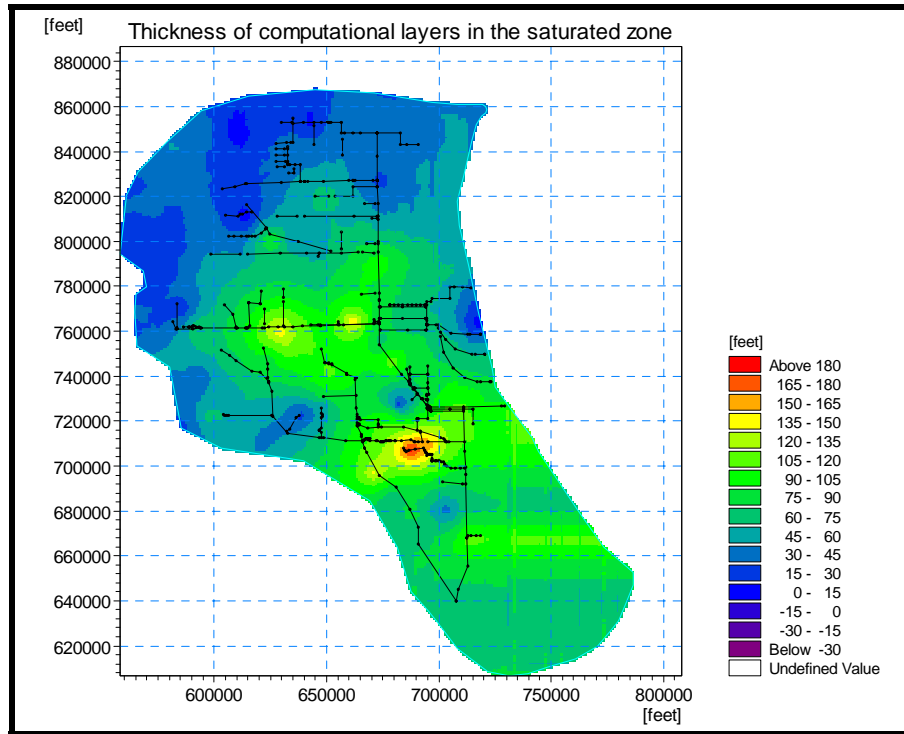 [feet]
Thickness of computational layers in the saturated zone
880000
860000
840000
820000
800000
780000
760000
740000
720000
700000
680000
660000
640000
620000
600000
650000
700000
750000
800000
[feet]
[feet]
Above 180
165 - 180
150 - 165
135 - 150
120 - 135
105 - 120
90 - 105
75 - 90
60 - 75
45 - 60
30 - 45
15 - 30
0 - 15
-15 - 0
-30 - -15
Below -30
Undefined Value